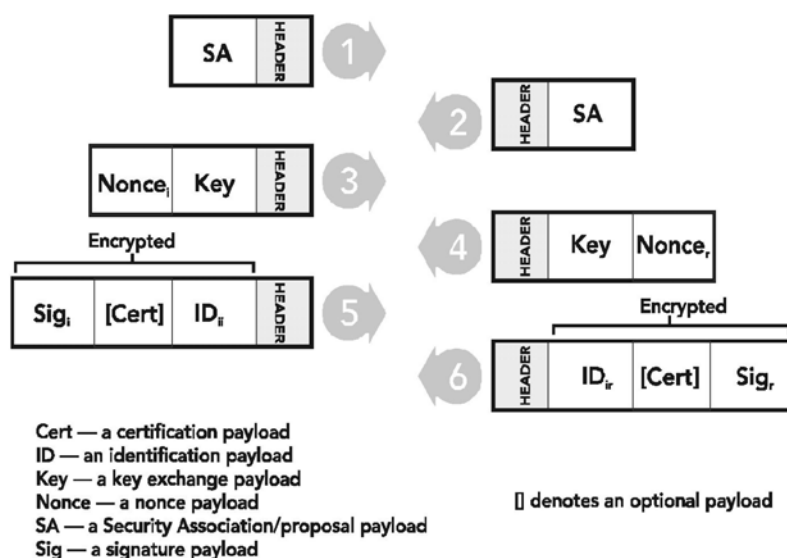 SA HEADER 1
2 HEADER SA
Nonceᵢ Key HEADER 3
4 HEADER Key Nonceᵣ
Encrypted
Sigᵢ [Cert] IDᵢᵢ HEADER 5
Encrypted
6 HEADER IDᵢᵣ [Cert] Sigᵣ
Cert — a certification payload
ID — an identification payload
Key — a key exchange payload
Nonce — a nonce payload
SA — a Security Association/proposal payload
Sig — a signature payload
[] denotes an optional payload